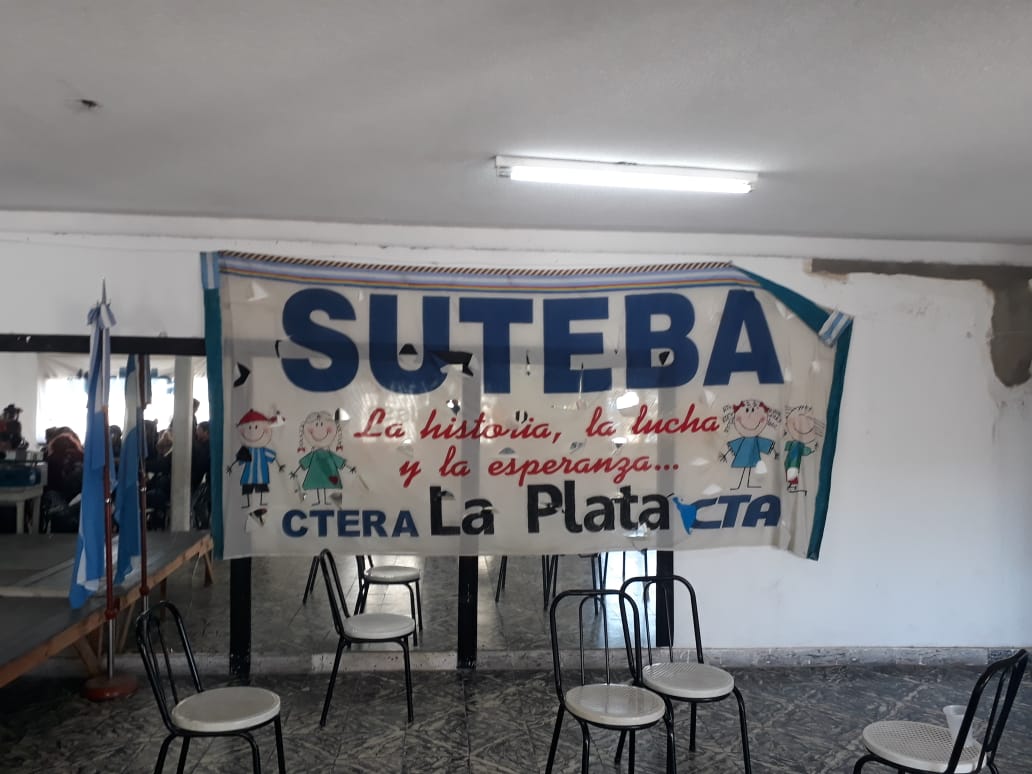 SUTEBA
La historia, la lucha
y la esperanza...
CTERA La Plata CTA